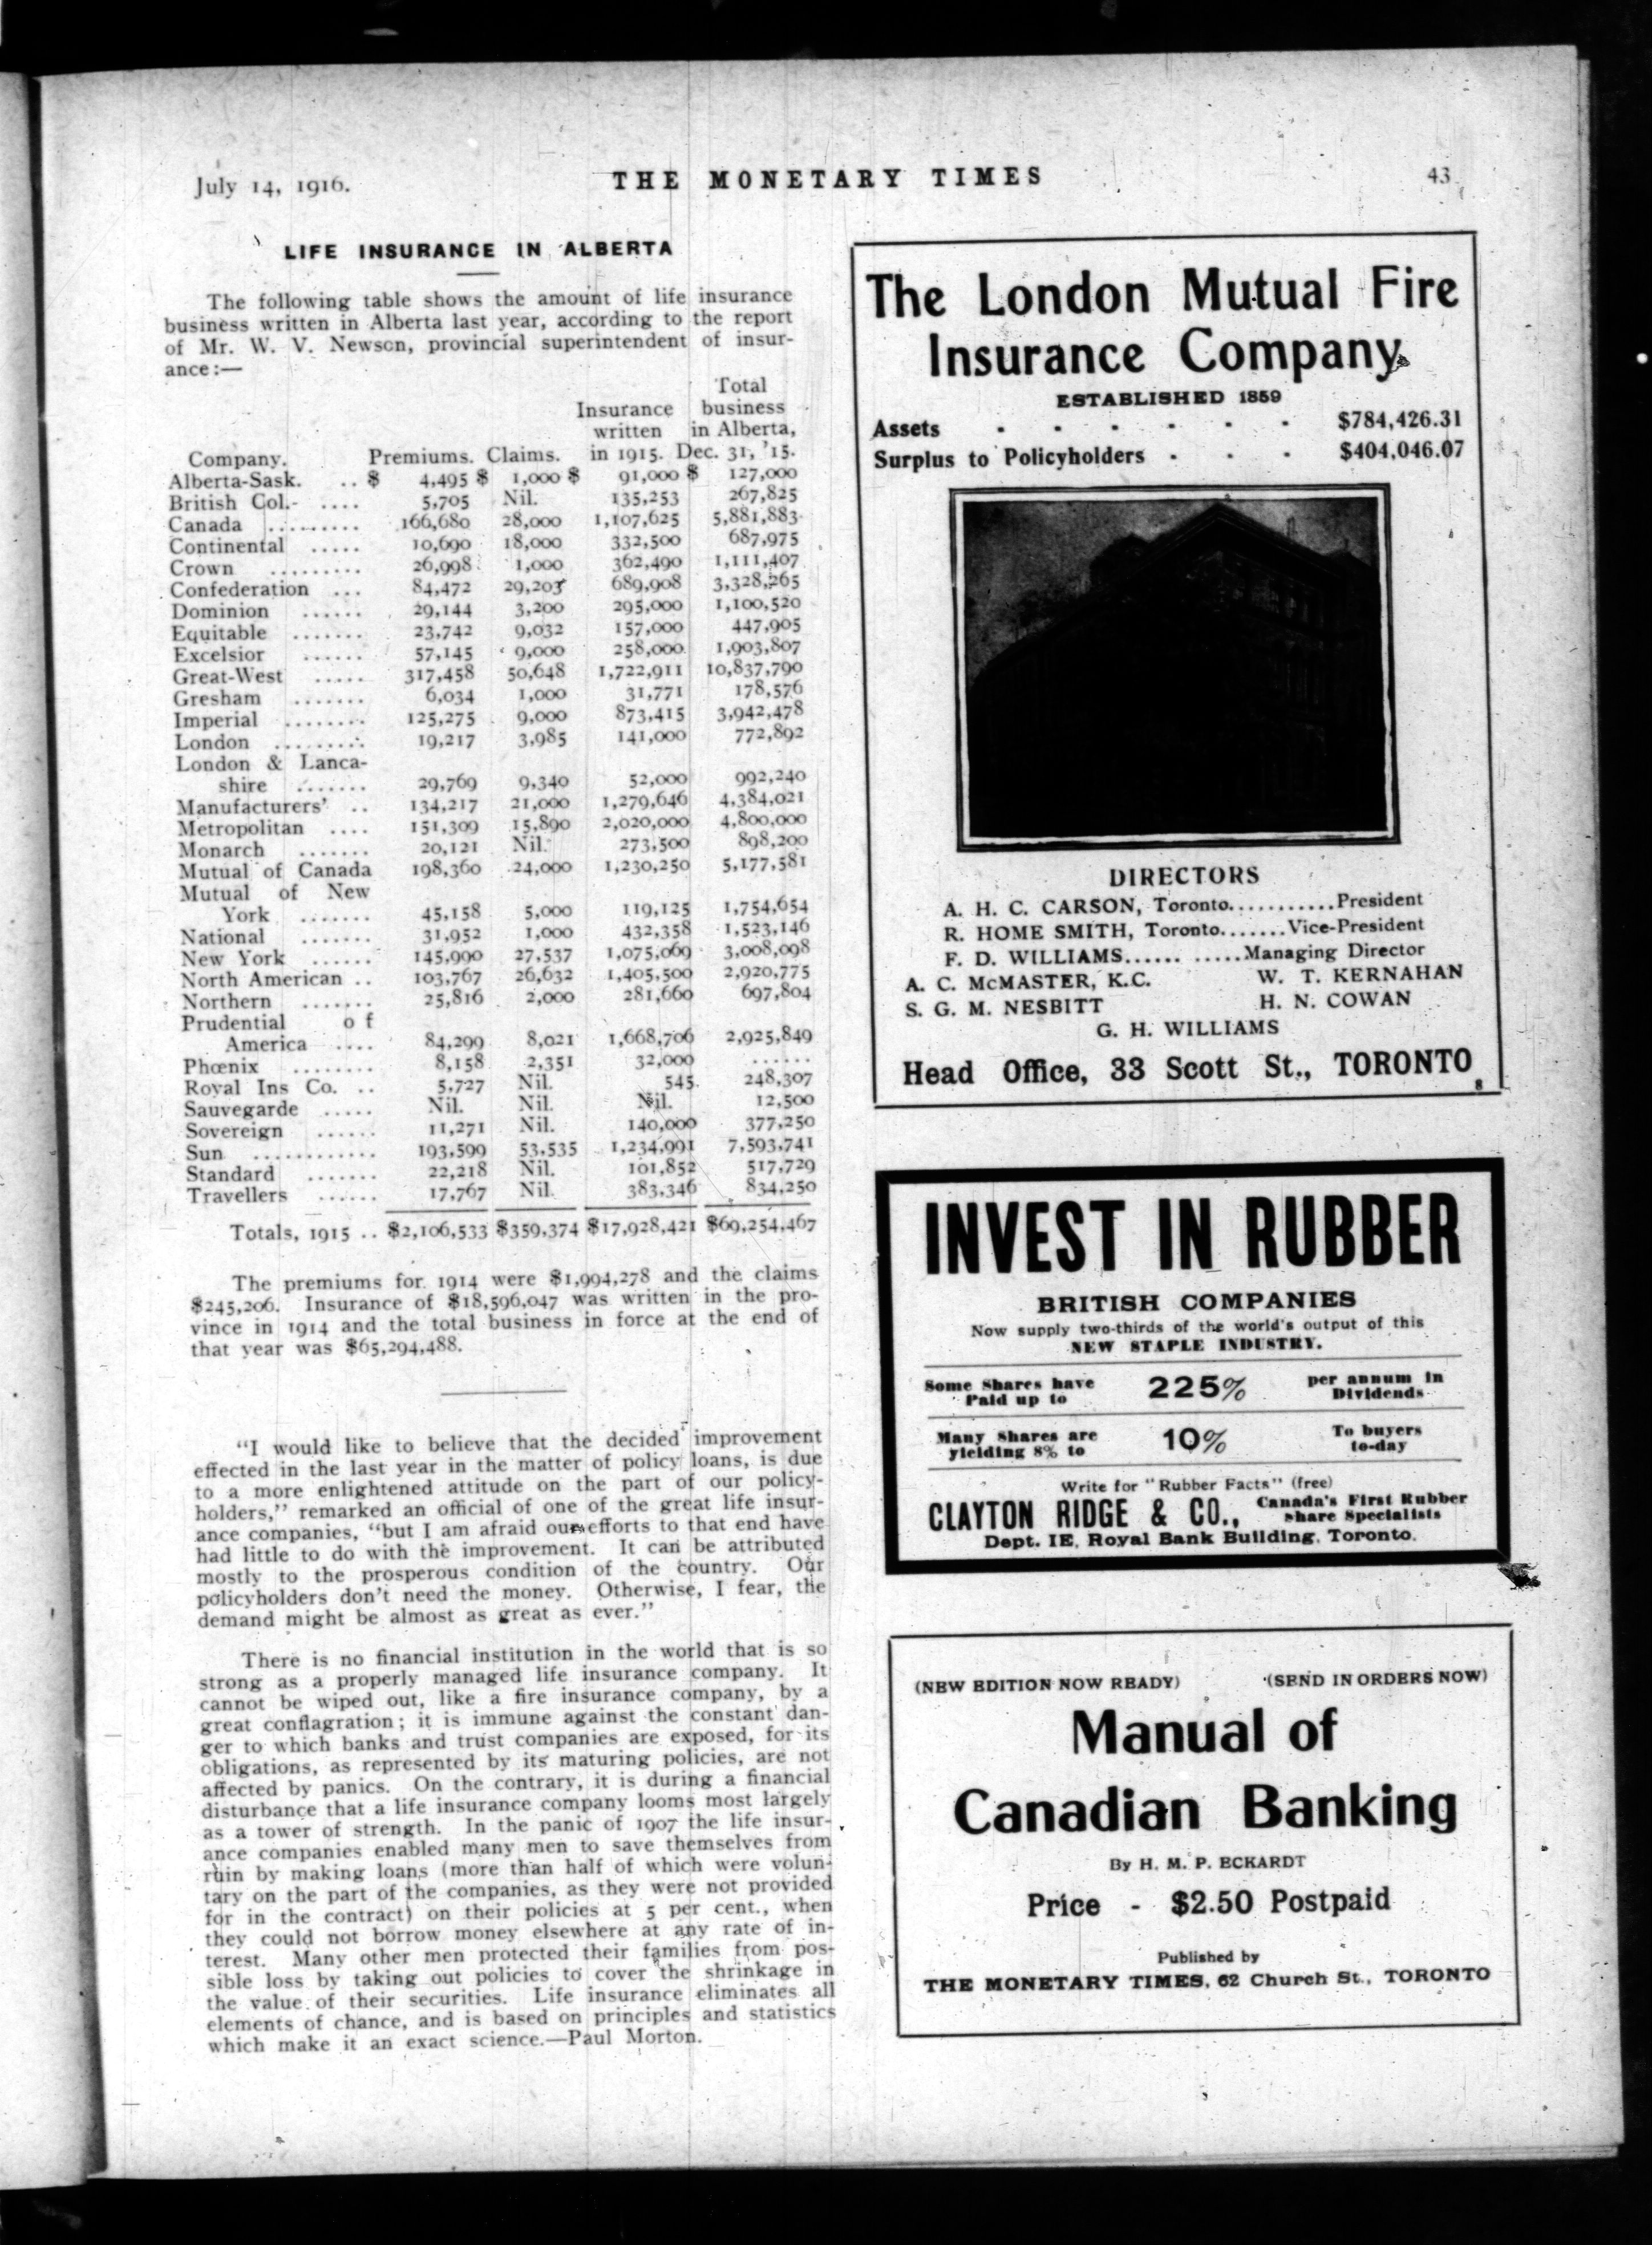 July 14, 1916.
THE MONETARY TIMES
43
LIFE INSURANCE IN ALBERTA
The following table shows the amount of life insurance
business written in Alberta last year, according to the report
of Mr. W. V. Newson, provincial superintendent of insur-
ance:—
Total
Insurance business
written in Alberta,
Company. Premiums. Claims. in 1915. Dec. 31, '15.
Alberta-Sask. .. $ 4,495 $ 1,000 $ 91,000 $ 127,000
British Col. .... 5,705 Nil. 135,253 267,825
Canada ......... 166,680 28,000 1,107,625 5,881,883
Continental ..... 10,690 18,000 332,500 687,975
Crown ......... 26,998 1,000 362,490 1,111,407
Confederation ... 84,472 29,203 689,908 3,328,265
Dominion ...... 29,144 3,200 295,000 1,100,520
Equitable ....... 23,742 9,032 157,000 447,905
Excelsior ...... 57,145 9,000 258,000 1,903,807
Great-West ..... 317,458 50,648 1,722,911 10,837,790
Gresham ....... 6,034 1,000 31,771 178,576
Imperial ........ 125,275 9,000 873,415 3,942,478
London ......... 19,217 3,985 141,000 772,892
London & Lanca-
shire ....... 29,769 9,340 52,000 992,240
Manufacturers' .. 134,217 21,000 1,279,646 4,384,021
Metropolitan .... 151,309 15,890 2,020,000 4,800,000
Monarch ....... 20,121 Nil. 273,500 898,200
Mutual of Canada 198,360 24,000 1,230,250 5,177,581
Mutual of New
York ....... 45,158 5,000 119,125 1,754,654
National ....... 31,952 1,000 432,358 1,523,146
New York ...... 145,990 27,537 1,075,069 3,008,098
North American .. 103,767 26,632 1,405,500 2,920,775
Northern ....... 25,816 2,000 281,660 697,804
Prudential of
America .... 84,299 8,021 1,668,706 2,925,849
Phœnix ........ 8,158 2,351 32,000 ......
Royal Ins Co. .. 5,727 Nil. 545 248,307
Sauvegarde ..... Nil. Nil. Nil. 12,500
Sovereign ...... 11,271 Nil. 140,000 377,250
Sun ............ 193,599 53,535 1,234,991 7,593,741
Standard ....... 22,218 Nil. 101,852 517,729
Travellers ...... 17,767 Nil. 383,346 834,250
Totals, 1915 .. $2,106,533 $359,374 $17,928,421 $69,254,467
The premiums for 1914 were $1,994,278 and the claims
$245,206. Insurance of $18,596,047 was written in the pro-
vince in 1914 and the total business in force at the end of
that year was $65,294,488.
"I would like to believe that the decided improvement
effected in the last year in the matter of policy loans, is due
to a more enlightened attitude on the part of our policy-
holders," remarked an official of one of the great life insur-
ance companies, "but I am afraid our efforts to that end have
had little to do with the improvement. It can be attributed
mostly to the prosperous condition of the country. Our
policyholders don't need the money. Otherwise, I fear, the
demand might be almost as great as ever."
There is no financial institution in the world that is so
strong as a properly managed life insurance company. It
cannot be wiped out, like a fire insurance company, by a
great conflagration; it is immune against the constant dan-
ger to which banks and trust companies are exposed, for its
obligations, as represented by its maturing policies, are not
affected by panics. On the contrary, it is during a financial
disturbance that a life insurance company looms most largely
as a tower of strength. In the panic of 1907 the life insur-
ance companies enabled many men to save themselves from
ruin by making loans (more than half of which were volun-
tary on the part of the companies, as they were not provided
for in the contract) on their policies at 5 per cent., when
they could not borrow money elsewhere at any rate of in-
terest. Many other men protected their families from pos-
sible loss by taking out policies to cover the shrinkage in
the value of their securities. Life insurance eliminates all
elements of chance, and is based on principles and statistics
which make it an exact science.—Paul Morton.
The London Mutual Fire
Insurance Company
ESTABLISHED 1859
Assets - - - - - - $784,426.31
Surplus to Policyholders - - - $404,046.07
DIRECTORS
A. H. C. CARSON, Toronto...........President
R. HOME SMITH, Toronto.......Vice-President
F. D. WILLIAMS...... .....Managing Director
A. C. McMASTER, K.C. W. T. KERNAHAN
S. G. M. NESBITT H. N. COWAN
G. H. WILLIAMS
Head Office, 33 Scott St., TORONTO
8
INVEST IN RUBBER
BRITISH COMPANIES
Now supply two-thirds of the world's output of this
NEW STAPLE INDUSTRY.
Some Shares have Paid up to 225% per annum in Dividends
Many Shares are yielding 8% to 10% To buyers to-day
Write for "Rubber Facts" (free)
CLAYTON RIDGE & CO., Canada's First Rubber Share Specialists
Dept. IE, Royal Bank Building, Toronto.
(NEW EDITION NOW READY) (SEND IN ORDERS NOW)
Manual of
Canadian Banking
By H. M. P. ECKARDT
Price - $2.50 Postpaid
Published by
THE MONETARY TIMES, 62 Church St., TORONTO